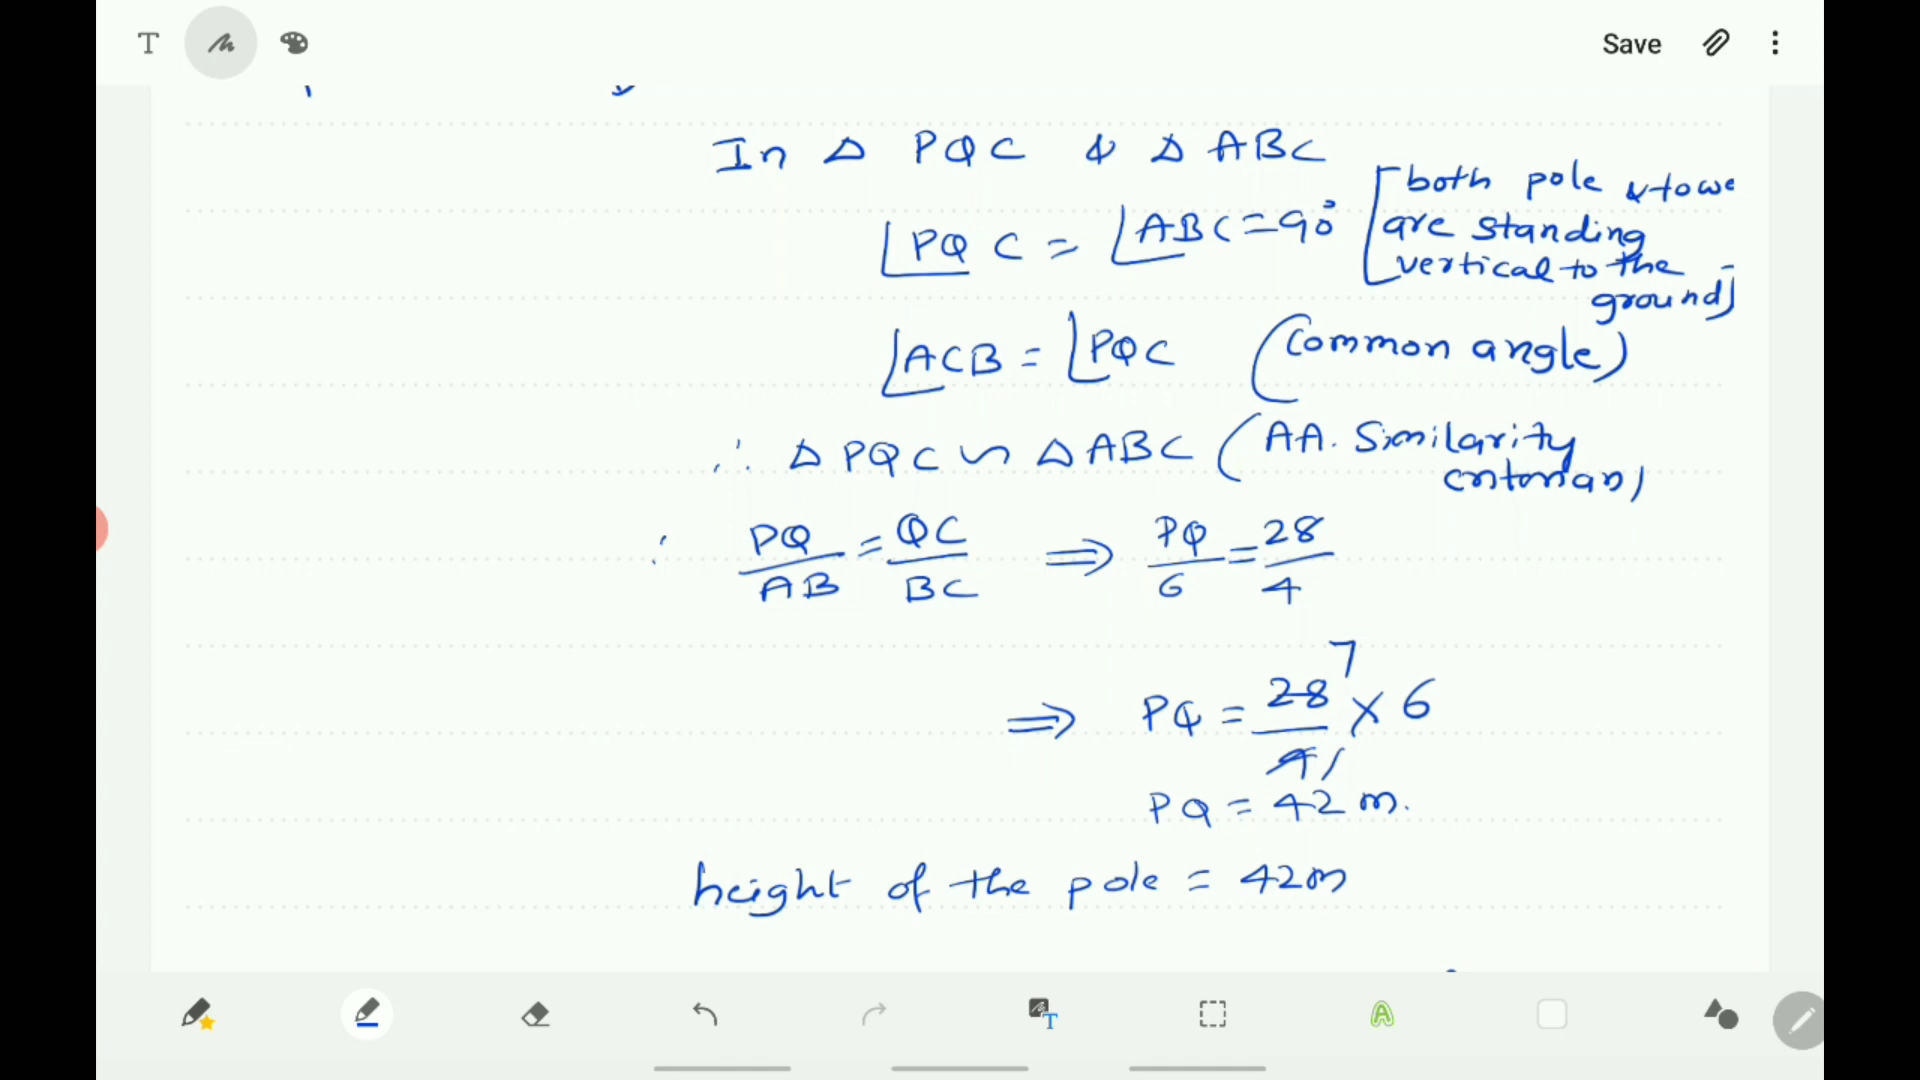 Save
In △ PQC & △ ABC
∠PQC = ∠ABC = 90° [both pole & towe
are standing
vertical to the
ground]
∠ACB = ∠PQC (Common angle)
∴ △ PQC ∼ △ ABC (AA. Similarity
∴ PQ/AB = QC/BC ⇒ PQ/6 = 28/4
7
⇒ PQ = 28/4 × 6
1
PQ = 42 m.
height of the pole = 42m